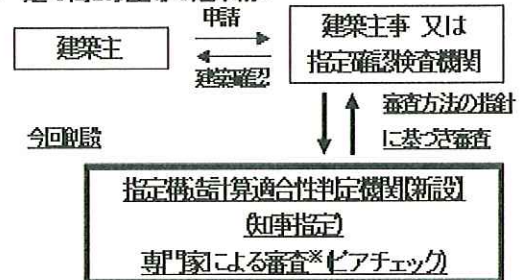 申請
建築主
建築確認
建築主事 又は
指定確認検査機関
審査方法の指針
に基づき審査
今回創設
指定構造計算適合性判定機関【新設】
(知事指定)
専門家による審査※(ピアチェック)